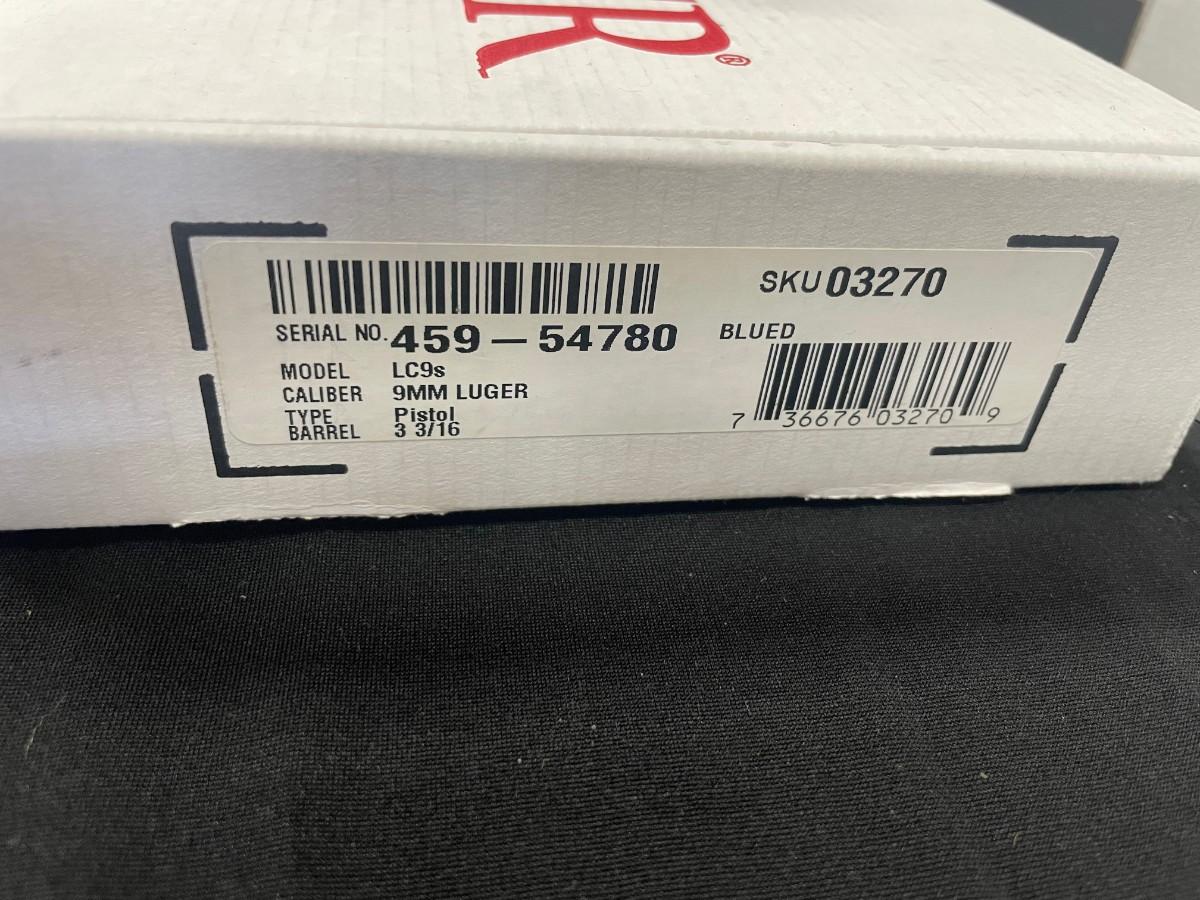 R®
SKU 03270
SERIAL NO. 459-54780
BLUED
MODEL LC9s
CALIBER 9MM LUGER
TYPE Pistol
BARREL 3 3/16
7 36676 03270 9